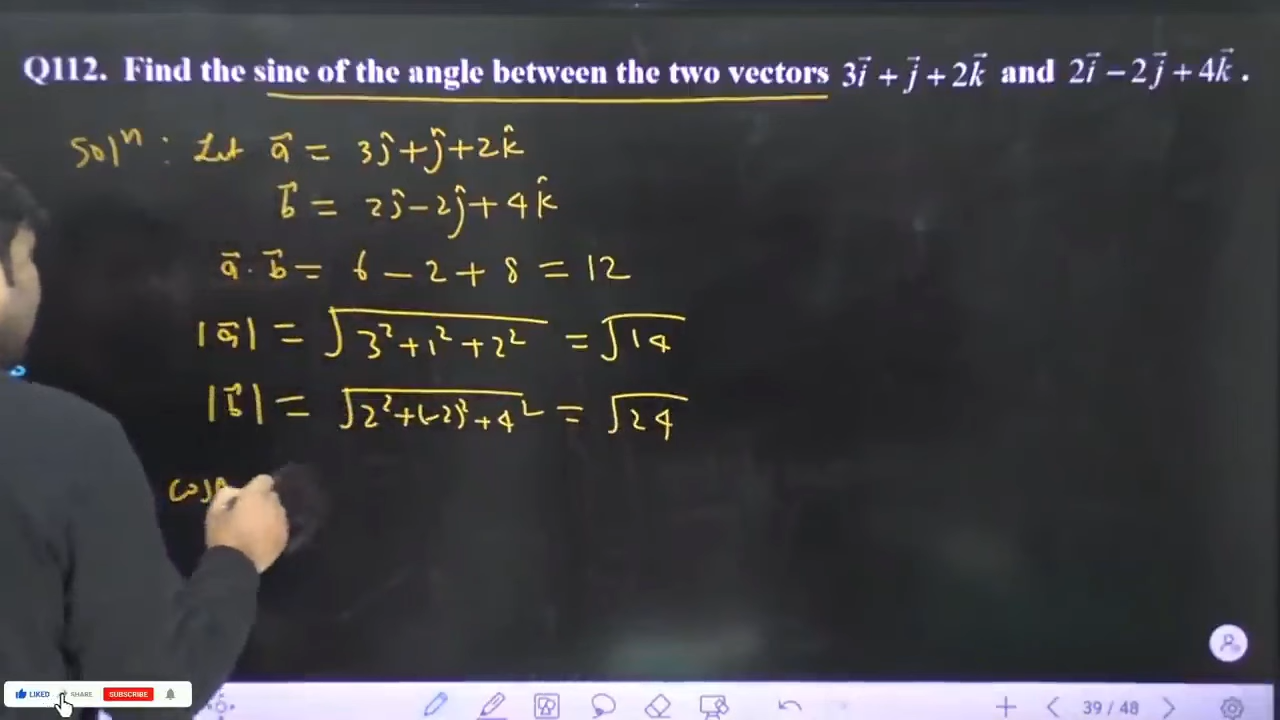 Q112. Find the sine of the angle between the two vectors 3i⃗ + j⃗ + 2k⃗ and 2i⃗ − 2j⃗ + 4k⃗ .
Solⁿ : Let a⃗ = 3ĵ+ĵ+2k̂
b⃗ = 2ĵ-2ĵ+4k̂
a⃗ . b⃗ = 6 - 2 + 8 = 12
|a⃗| = √(3²+1²+2²) = √14
|b⃗| = √(2²+(-2)²+4²) = √24
LIKED SHARE SUBSCRIBE
39 / 48